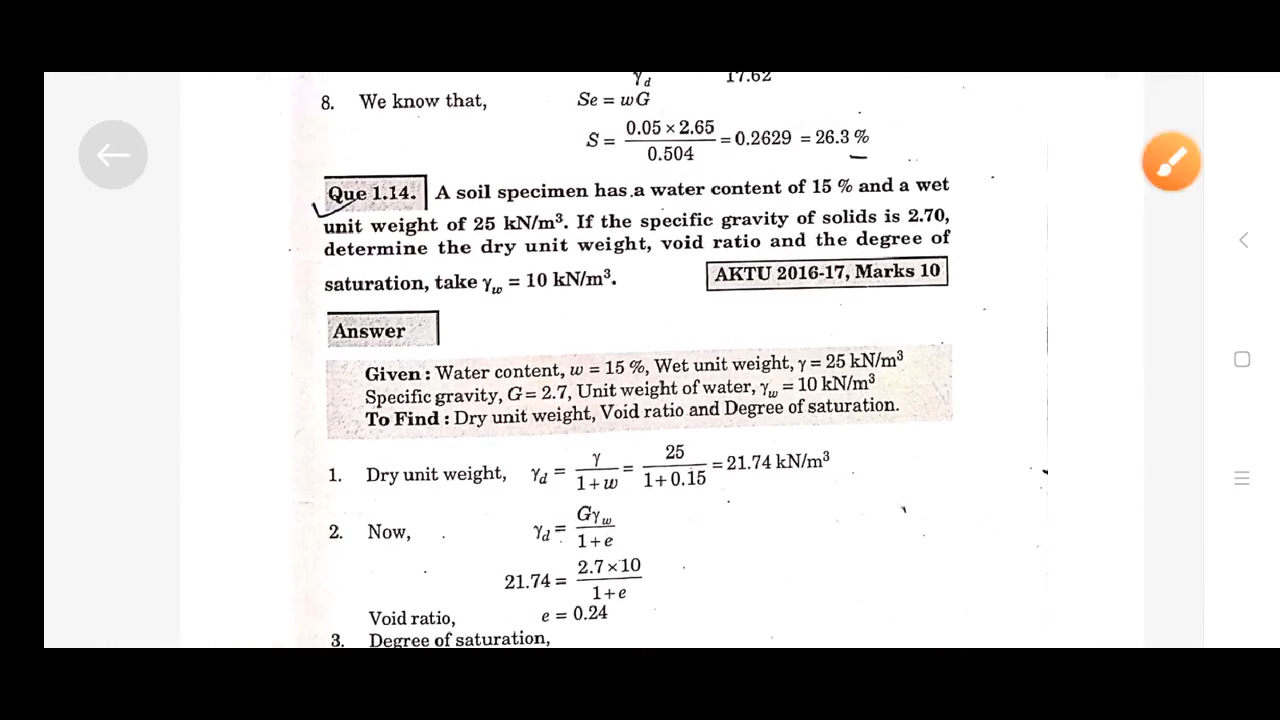 γd 17.62
8. We know that, Se = wG
S = 0.05 × 2.65 / 0.504 = 0.2629 = 26.3 %
Que 1.14. A soil specimen has a water content of 15 % and a wet
unit weight of 25 kN/m³. If the specific gravity of solids is 2.70,
determine the dry unit weight, void ratio and the degree of
saturation, take γw = 10 kN/m³. AKTU 2016-17, Marks 10
Answer
Given : Water content, w = 15 %, Wet unit weight, γ = 25 kN/m³
Specific gravity, G = 2.7, Unit weight of water, γw = 10 kN/m³
To Find : Dry unit weight, Void ratio and Degree of saturation.
1. Dry unit weight, γd = γ / 1 + w = 25 / 1 + 0.15 = 21.74 kN/m³
2. Now, γd = Gγw / 1 + e
21.74 = 2.7 × 10 / 1 + e
Void ratio, e = 0.24
3. Degree of saturation,